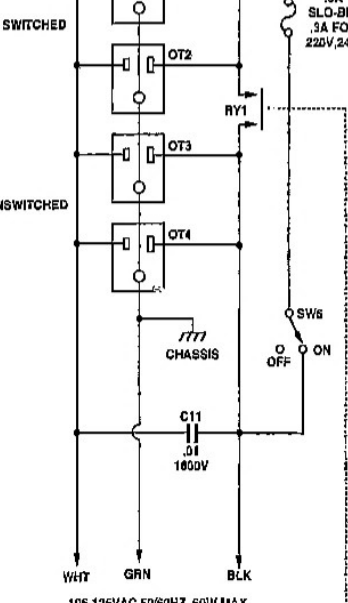 SWITCHED
SLO-BL
.3A FO
220V,24
OT2
RY1
OT3
NSWITCHED
OT4
SW6
CHASSIS
OFF
ON
C11
.01
1600V
WHT
GRN
BLK